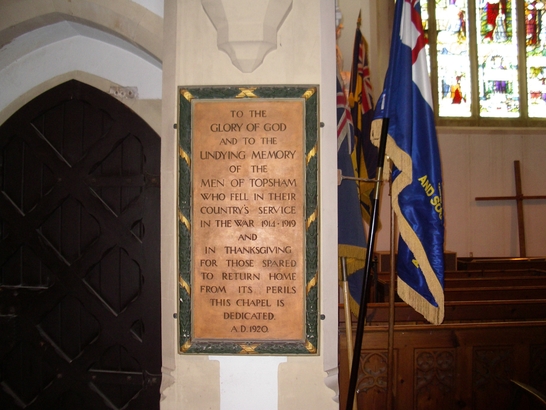 TO THE
GLORY OF GOD
AND TO THE
UNDYING MEMORY
OF THE
MEN OF TOPSHAM
WHO FELL IN THEIR
COUNTRY'S SERVICE
IN THE WAR 1914-1919
AND
IN THANKSGIVING
FOR THOSE SPARED
TO RETURN HOME
FROM ITS PERILS
THIS CHAPEL IS
DEDICATED.
A.D.1920.
AND